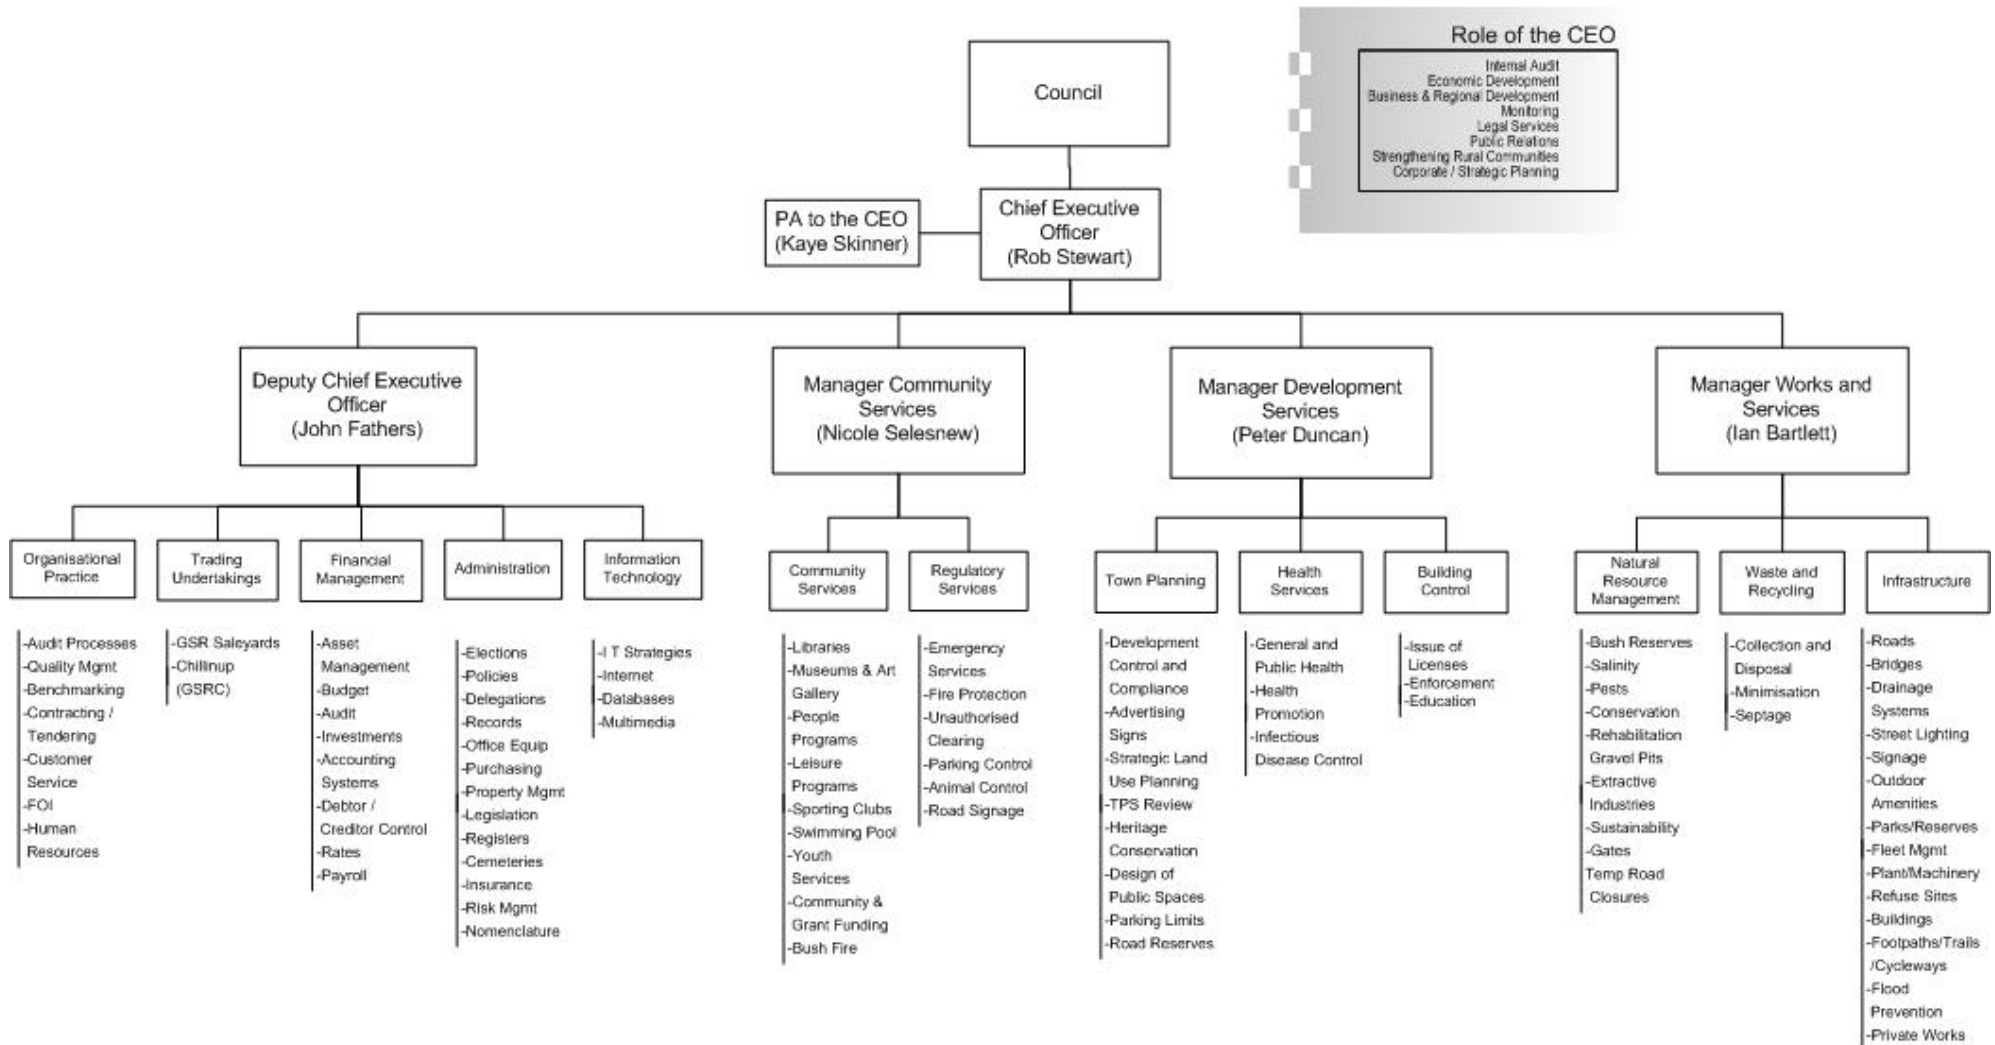 Role of the CEO
Internal Audit
Economic Development
Business & Regional Development
Monitoring
Legal Services
Public Relations
Strengthening Rural Communities
Corporate / Strategic Planning
Council
PA to the CEO
(Kaye Skinner)
Chief Executive
Officer
(Rob Stewart)
Deputy Chief Executive
Officer
(John Fathers)
Manager Community
Services
(Nicole Selesnew)
Manager Development
Services
(Peter Duncan)
Manager Works and
Services
(Ian Bartlett)
Organisational
Practice
-Audit Processes
-Quality Mgmt
-Benchmarking
-Contracting /
Tendering
-Customer
Service
-FOI
-Human
Resources
Trading
Undertakings
-GSR Saleyards
-Chillinup
(GSRC)
Financial
Management
-Asset
Management
-Budget
-Audit
-Investments
-Accounting
Systems
-Debtor /
Creditor Control
-Rates
-Payroll
Administration
-Elections
-Policies
-Delegations
-Records
-Office Equip
-Purchasing
-Property Mgmt
-Legislation
-Registers
-Cemeteries
-Insurance
-Risk Mgmt
-Nomenclature
Information
Technology
-I T Strategies
-Internet
-Databases
-Multimedia
Community
Services
-Libraries
-Museums & Art
Gallery
-People
Programs
-Leisure
Programs
-Sporting Clubs
-Swimming Pool
-Youth
Services
-Community &
Grant Funding
-Bush Fire
Regulatory
Services
-Emergency
Services
-Fire Protection
-Unauthorised
Clearing
-Parking Control
-Animal Control
-Road Signage
Town Planning
-Development
Control and
Compliance
-Advertising
Signs
-Strategic Land
Use Planning
-TPS Review
-Heritage
Conservation
-Design of
Public Spaces
-Parking Limits
-Road Reserves
Health
Services
-General and
Public Health
-Health
Promotion
-Infectious
Disease Control
Building
Control
-Issue of
Licenses
-Enforcement
-Education
Natural
Resource
Management
-Bush Reserves
-Salinity
-Pests
-Conservation
-Rehabilitation
Gravel Pits
-Extractive
Industries
-Sustainability
-Gates
Temp Road
Closures
Waste and
Recycling
-Collection and
Disposal
-Minimisation
-Septage
Infrastructure
-Roads
-Bridges
-Drainage
Systems
-Street Lighting
-Signage
-Outdoor
Amenities
-Parks/Reserves
-Fleet Mgmt
-Plant/Machinery
-Refuse Sites
-Buildings
-Footpaths/Trails
/Cycleways
-Flood
Prevention
-Private Works